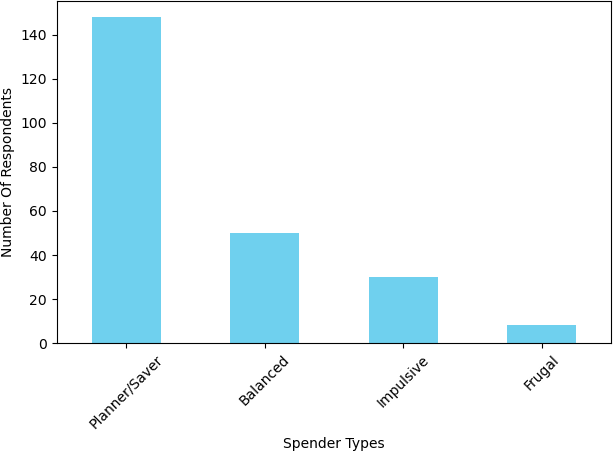 Number Of Respondents
140
120
100
80
60
40
20
0
Planner/Saver
Balanced
Impulsive
Frugal
Spender Types